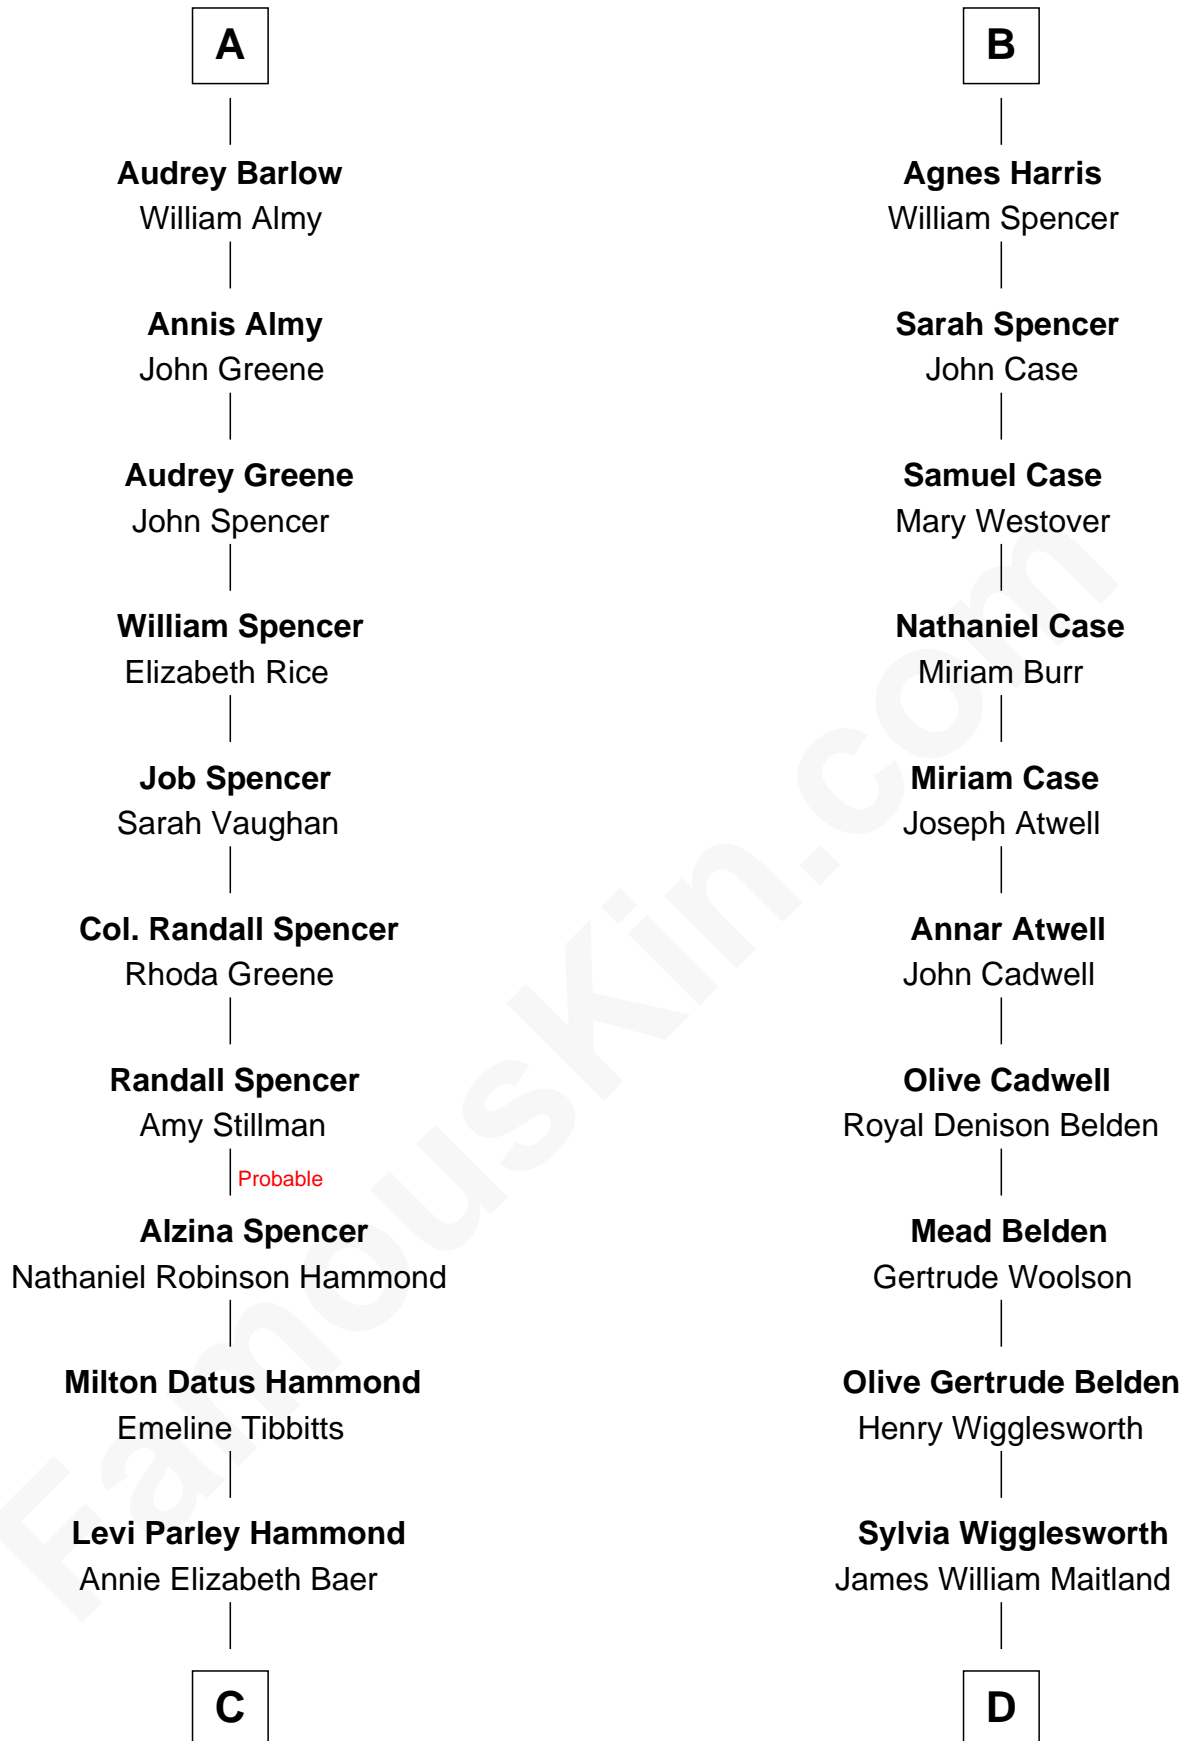 A
Audrey Barlow
William Almy
Annis Almy
John Greene
Audrey Greene
John Spencer
William Spencer
Elizabeth Rice
Job Spencer
Sarah Vaughan
Col. Randall Spencer
Rhoda Greene
Randall Spencer
Amy Stillman
Probable
Alzina Spencer
Nathaniel Robinson Hammond
Milton Datus Hammond
Emeline Tibbitts
Levi Parley Hammond
Annie Elizabeth Baer
C
B
Agnes Harris
William Spencer
Sarah Spencer
John Case
Samuel Case
Mary Westover
Nathaniel Case
Miriam Burr
Miriam Case
Joseph Atwell
Annar Atwell
John Cadwell
Olive Cadwell
Royal Denison Belden
Mead Belden
Gertrude Woolson
Olive Gertrude Belden
Henry Wigglesworth
Sylvia Wigglesworth
James William Maitland
D
FamousKin.com